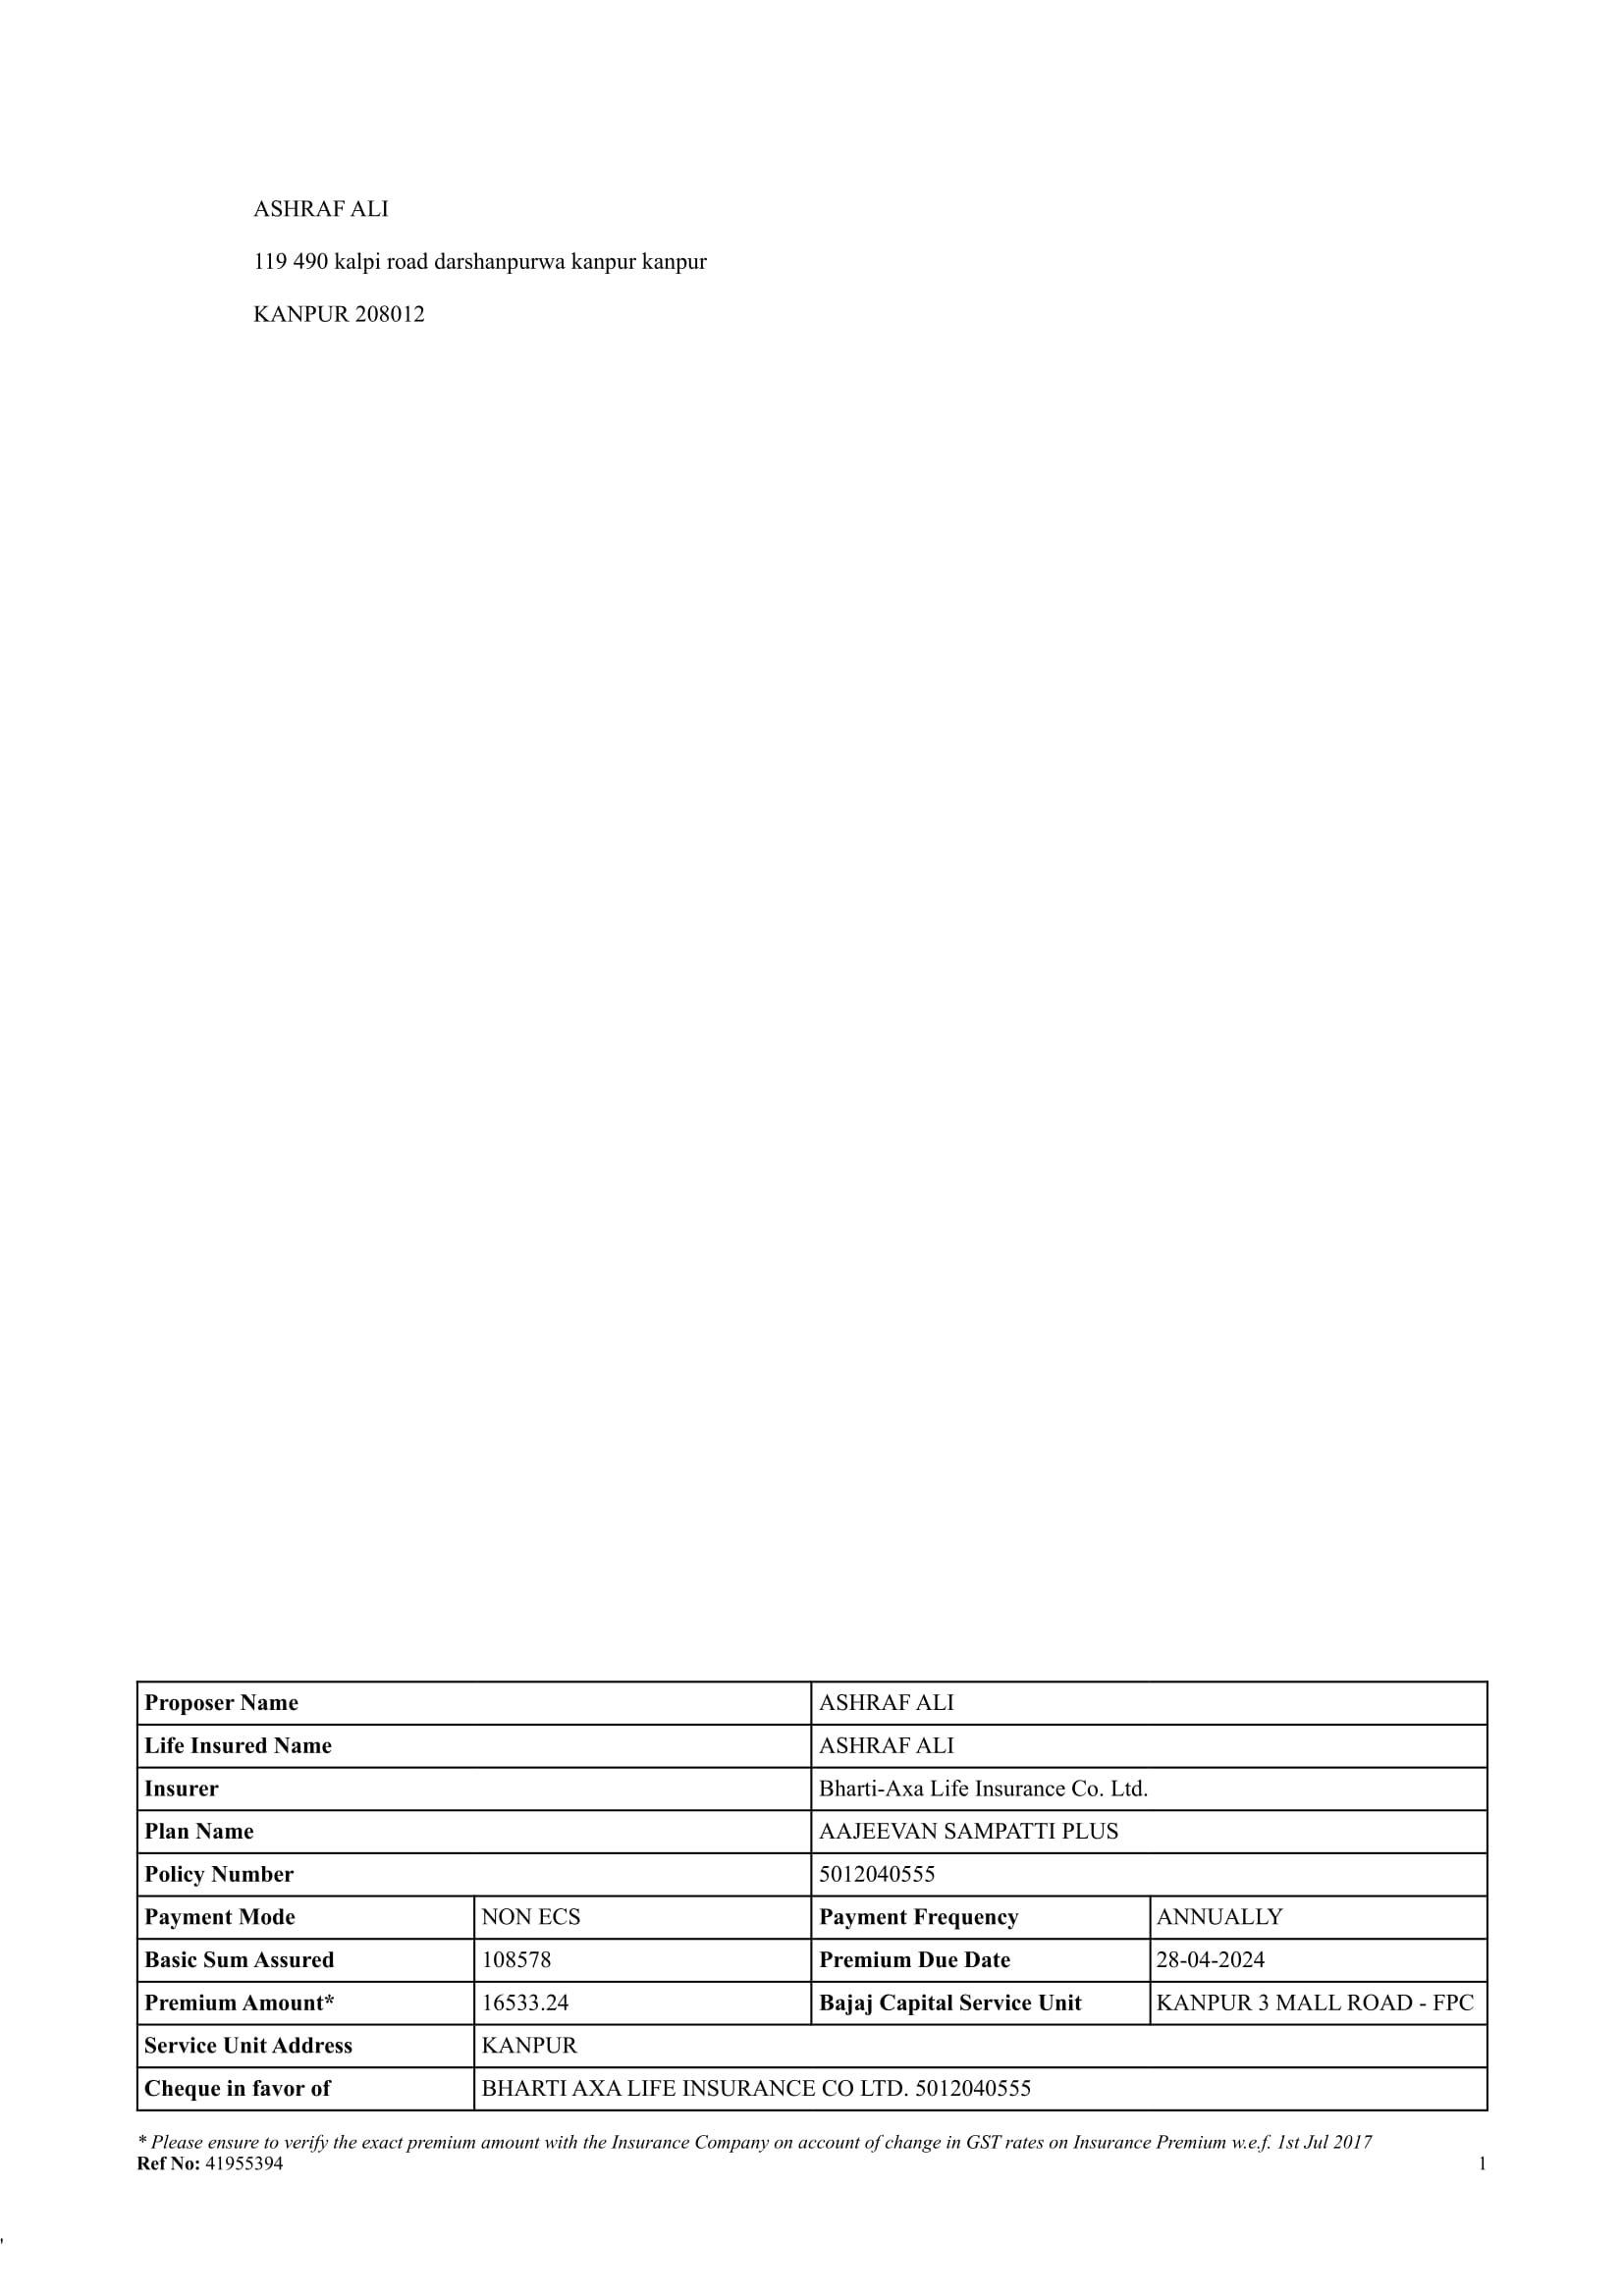 ASHRAF ALI
119 490 kalpi road darshanpurwa kanpur kanpur
KANPUR 208012
Proposer Name ASHRAF ALI
Life Insured Name ASHRAF ALI
Insurer Bharti-Axa Life Insurance Co. Ltd.
Plan Name AAJEEVAN SAMPATTI PLUS
Policy Number 5012040555
Payment Mode NON ECS Payment Frequency ANNUALLY
Basic Sum Assured 108578 Premium Due Date 28-04-2024
Premium Amount* 16533.24 Bajaj Capital Service Unit KANPUR 3 MALL ROAD - FPC
Service Unit Address KANPUR
Cheque in favor of BHARTI AXA LIFE INSURANCE CO LTD. 5012040555
* Please ensure to verify the exact premium amount with the Insurance Company on account of change in GST rates on Insurance Premium w.e.f. 1st Jul 2017
Ref No: 41955394 1
'